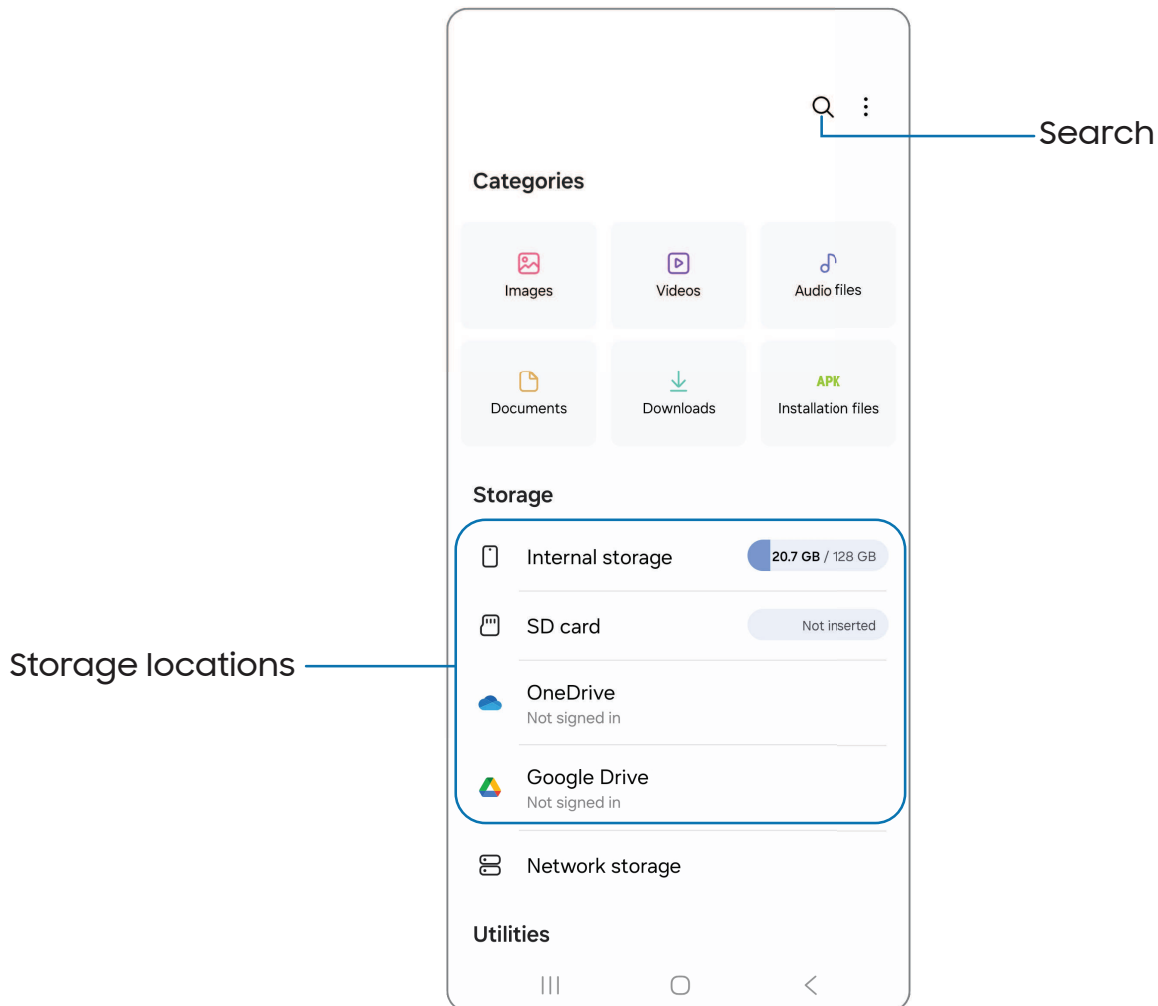 Search
Categories
Images
Videos
Audio files
Documents
Downloads
APK
Installation files
Storage
Internal storage
20.7 GB / 128 GB
SD card
Not inserted
Storage locations
OneDrive
Not signed in
Google Drive
Not signed in
Network storage
Utilities